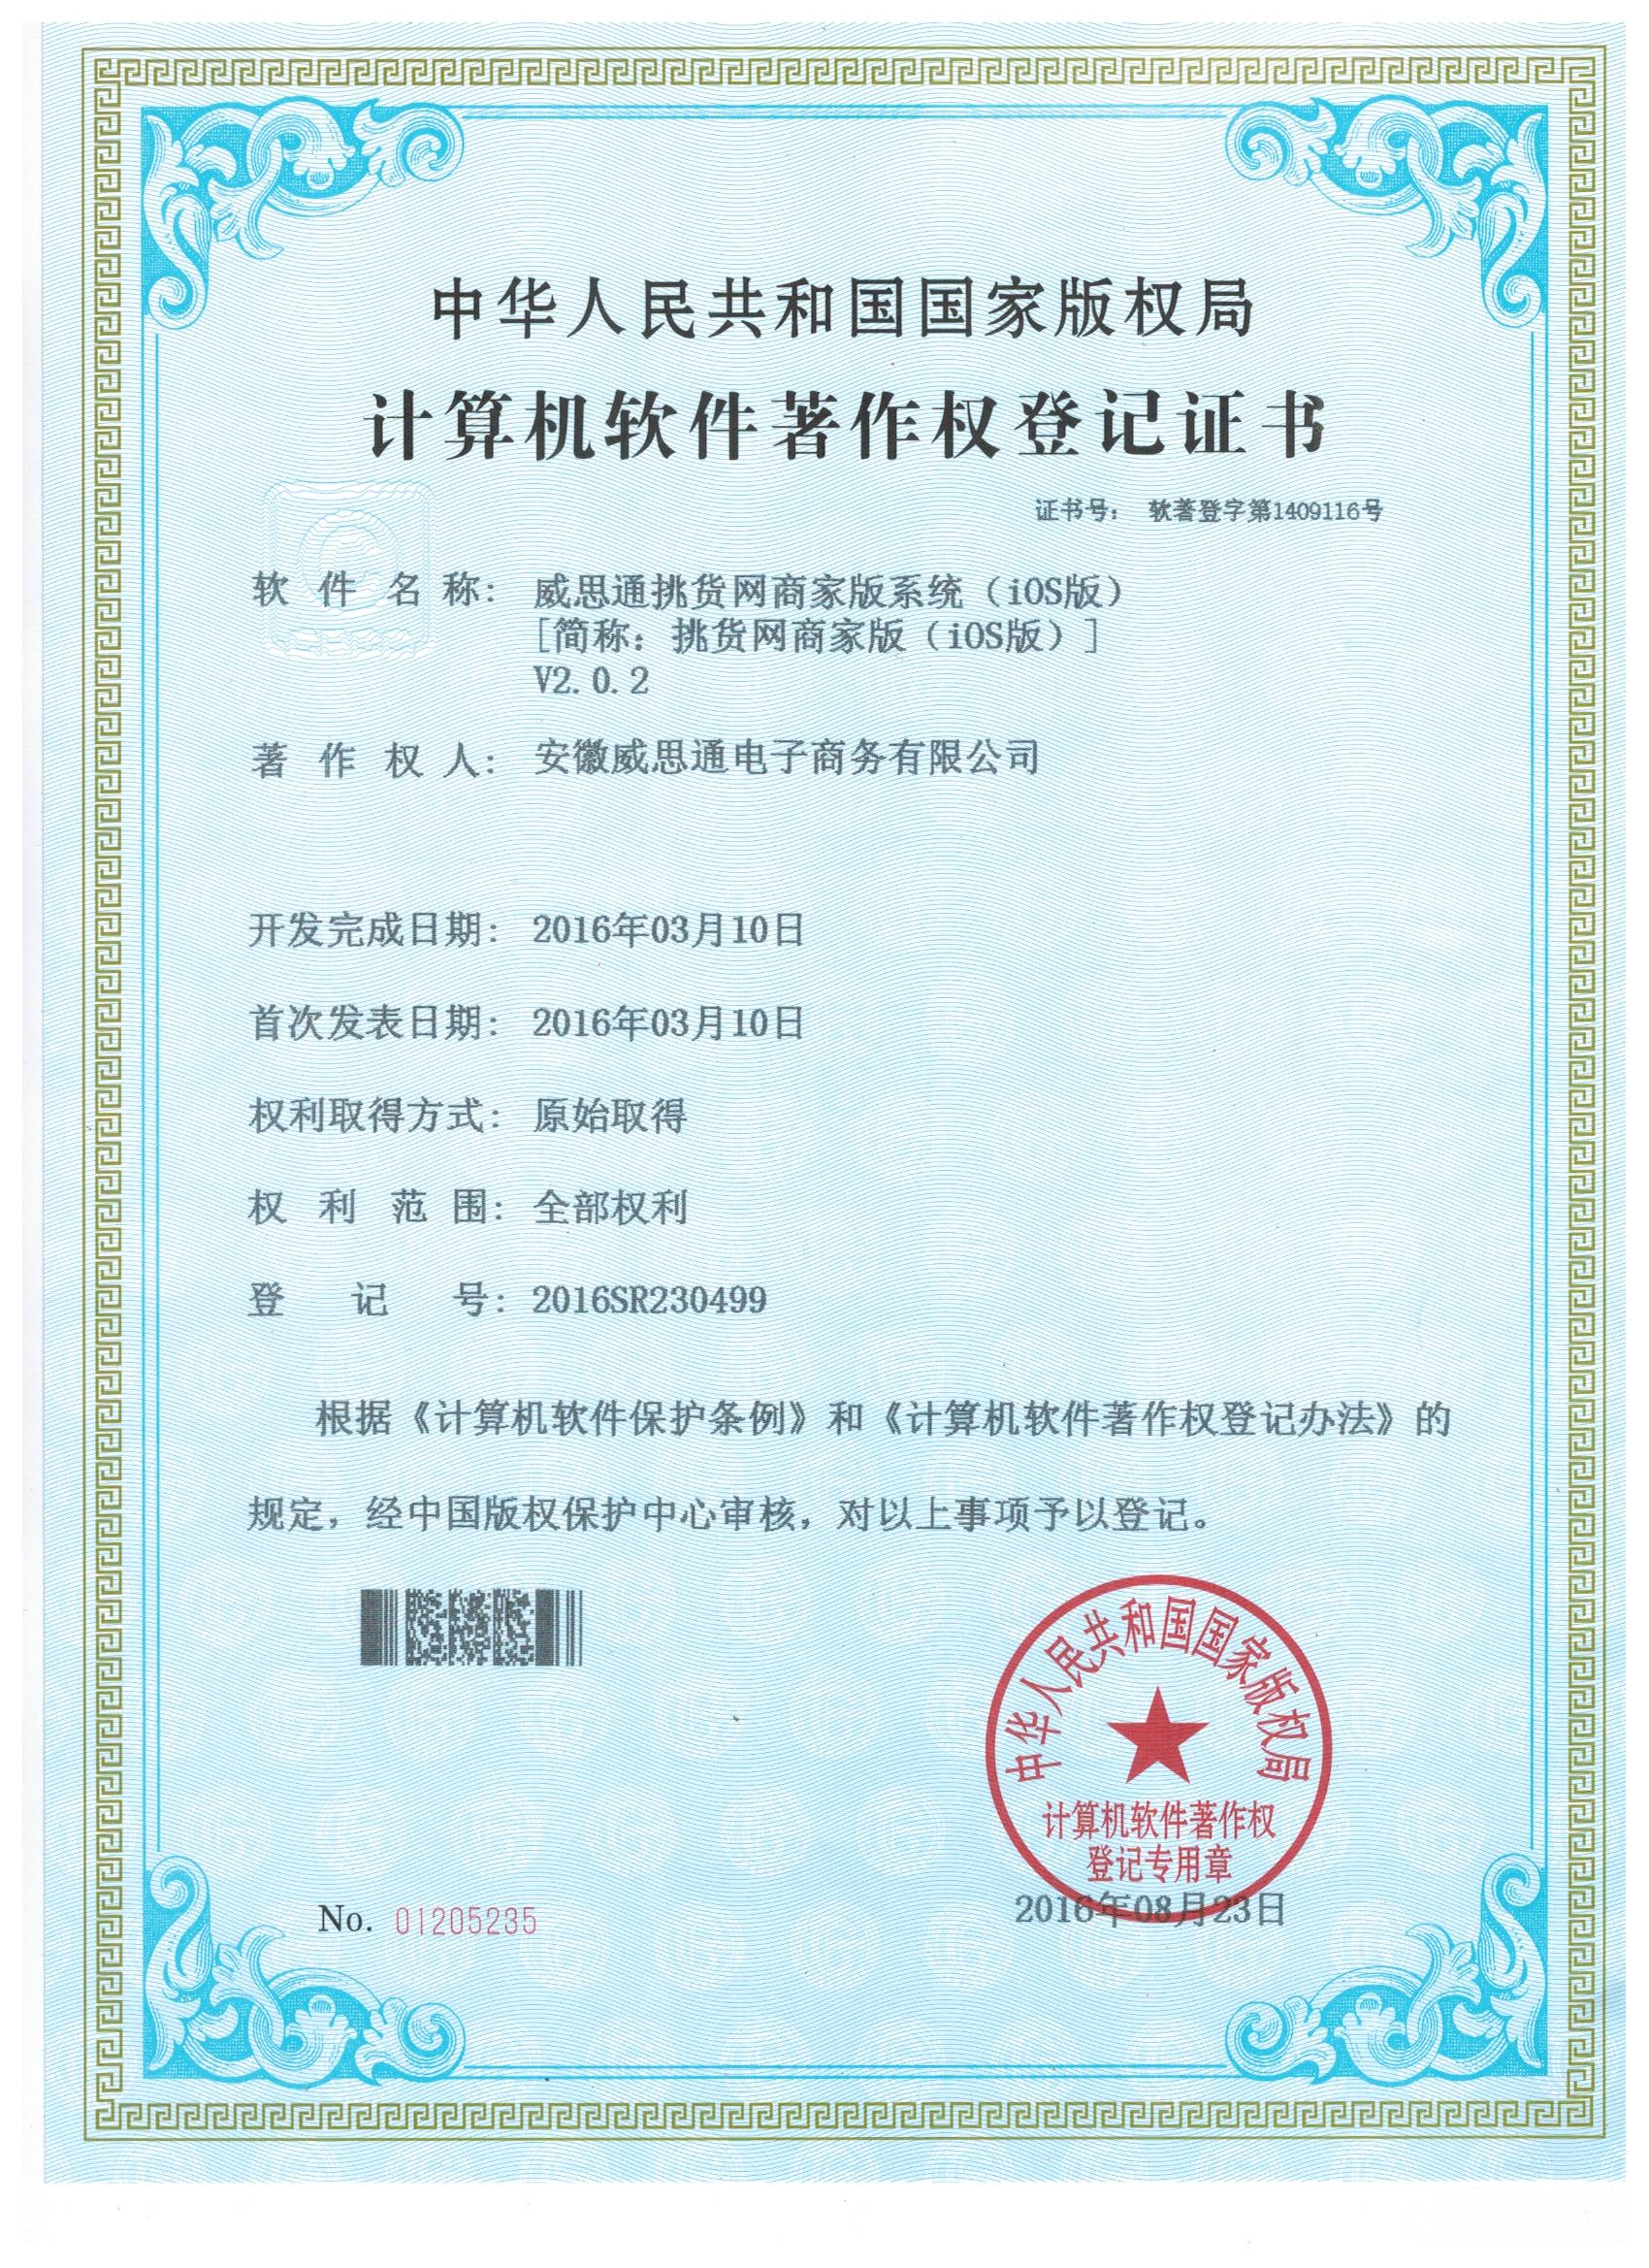 中华人民共和国国家版权局
计算机软件著作权登记证书
证书号： 软著登字第1409116号
软件名称： 威思通挑货网商家版系统（iOS版）
[简称：挑货网商家版（iOS版）]
V2.0.2
著作权人： 安徽威思通电子商务有限公司
开发完成日期： 2016年03月10日
首次发表日期： 2016年03月10日
权利取得方式： 原始取得
权利范围： 全部权利
登记号： 2016SR230499
根据《计算机软件保护条例》和《计算机软件著作权登记办法》的
规定，经中国版权保护中心审核，对以上事项予以登记。
中华人民共和国国家版权局
计算机软件著作权
登记专用章
No. 01205235
2016年08月23日